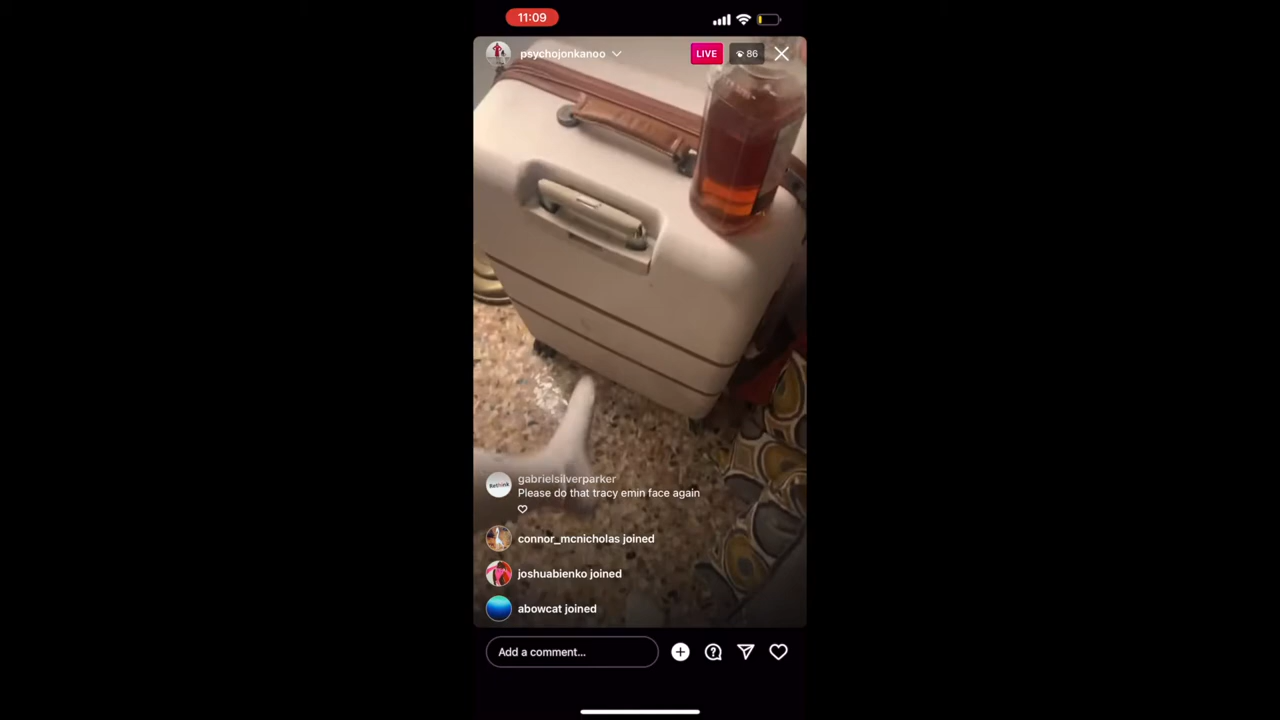 11:09
psychojonkanoo
LIVE
86
gabrielsilverparker
Please do that tracy emin face again
connor_mcnicholas joined
joshuabienko joined
abowcat joined
Add a comment...